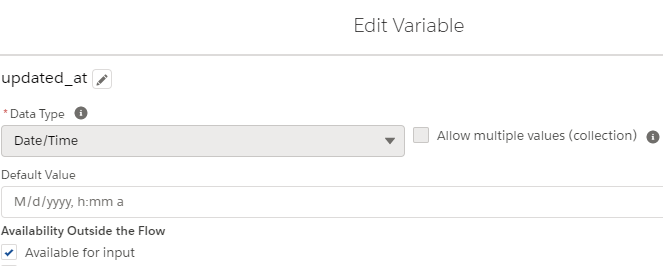 Edit Variable
updated_at
* Data Type
Date/Time
Allow multiple values (collection)
Default Value
M/d/yyyy, h:mm a
Availability Outside the Flow
Available for input